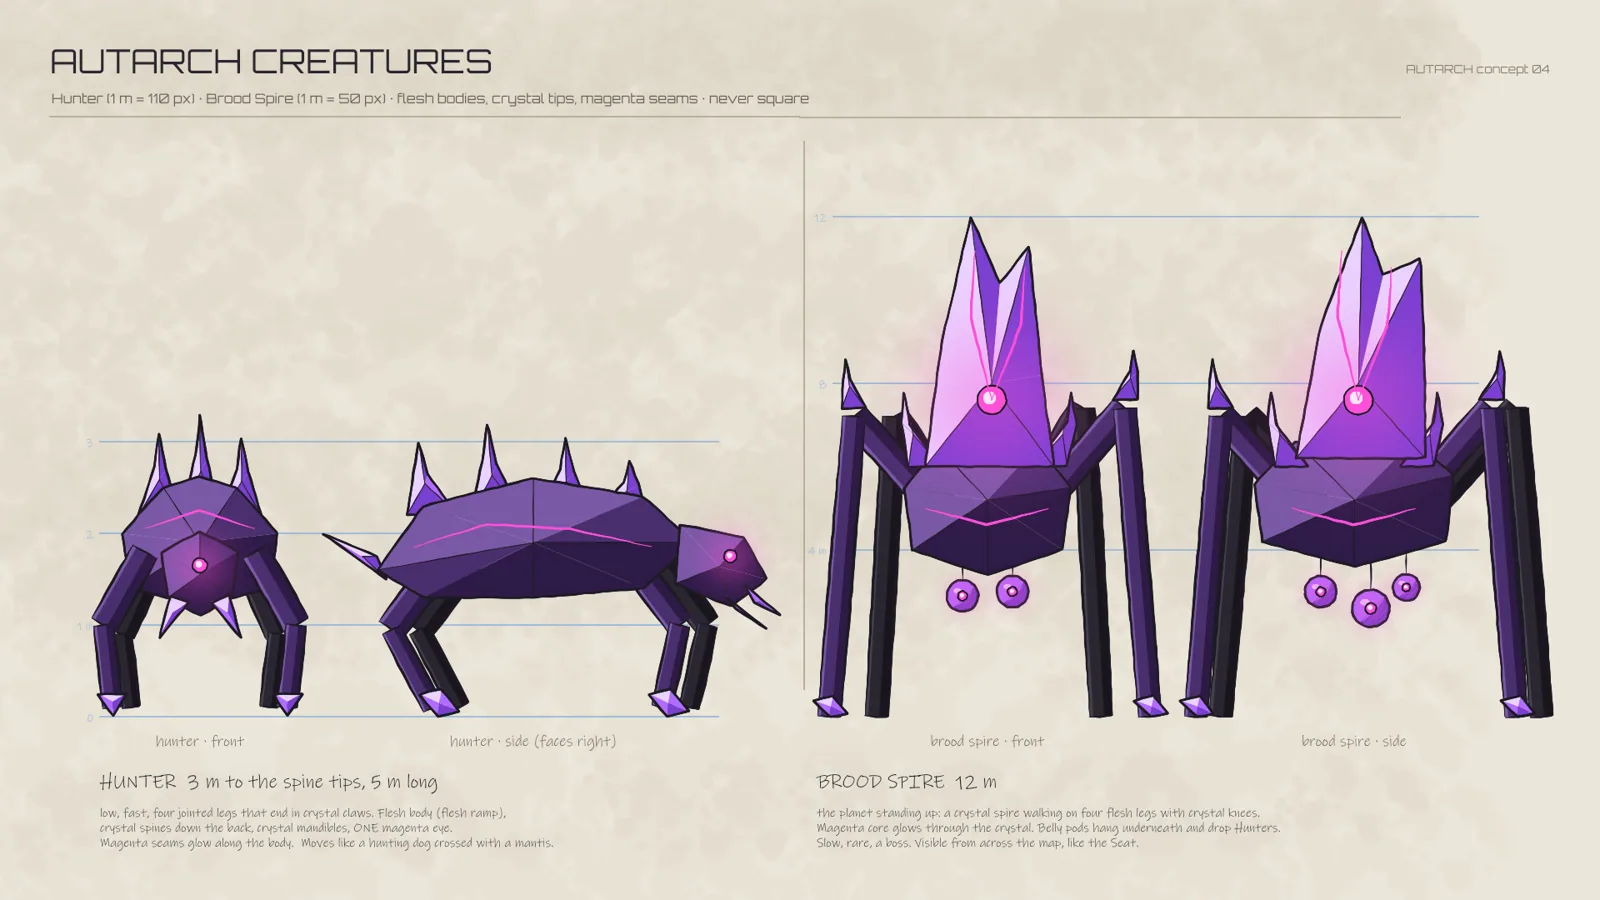 AUTARCH CREATURES
AUTARCH concept 04
Hunter (1 m = 110 px) · Brood Spire (1 m = 50 px) · flesh bodies, crystal tips, magenta seams · never square
12
8
4 m
3
2
1 m
0
hunter · front
hunter · side (faces right)
brood spire · front
brood spire · side
HUNTER 3 m to the spine tips, 5 m long
low, fast, four jointed legs that end in crystal claws. Flesh body (flesh ramp),
crystal spines down the back, crystal mandibles, ONE magenta eye.
Magenta seams glow along the body. Moves like a hunting dog crossed with a mantis.
BROOD SPIRE 12 m
the planet standing up: a crystal spire walking on four flesh legs with crystal knees.
Magenta core glows through the crystal. Belly pods hang underneath and drop Hunters.
Slow, rare, a boss. Visible from across the map, like the Seat.